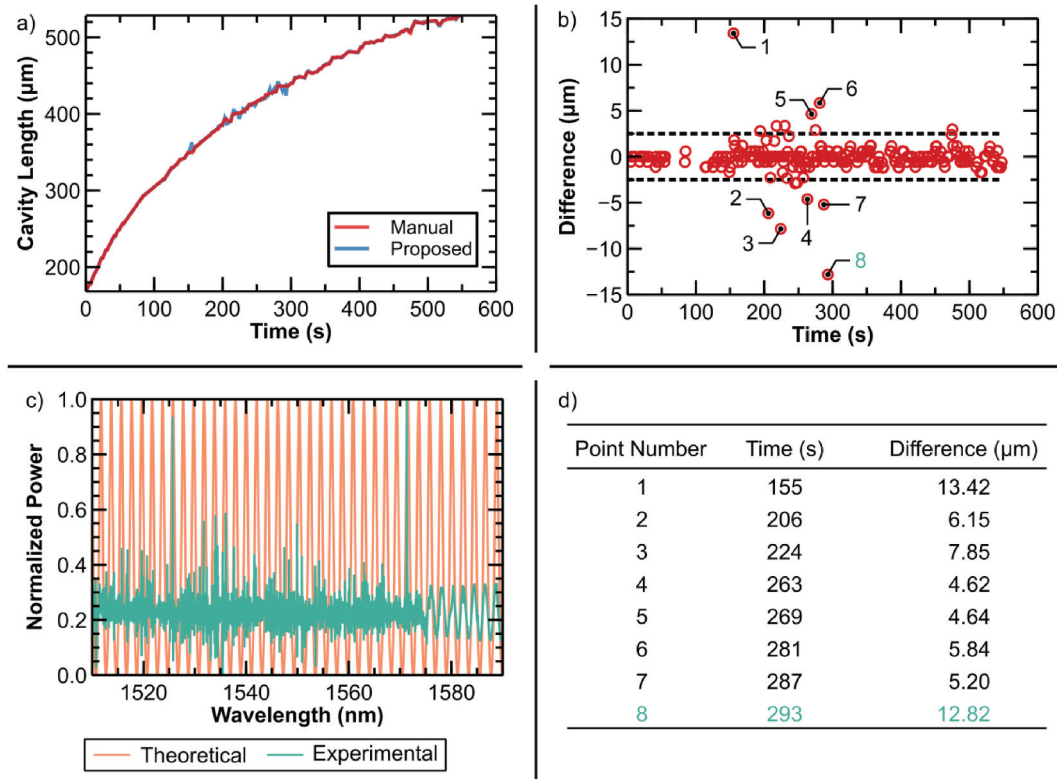 a)
500
400
300
200
0
100
200
300
400
500
600
Cavity Length (µm)
Time (s)
Manual
Proposed
b)
15
10
5
0
−5
−10
−15
0
100
200
300
400
500
600
Difference (µm)
Time (s)
1
2
3
4
5
6
7
8
c)
1.0
0.8
0.6
0.4
0.2
0.0
1520
1540
1560
1580
Normalized Power
Wavelength (nm)
Theoretical
Experimental
d)
Point Number Time (s) Difference (µm)
1 155 13.42
2 206 6.15
3 224 7.85
4 263 4.62
5 269 4.64
6 281 5.84
7 287 5.20
8 293 12.82